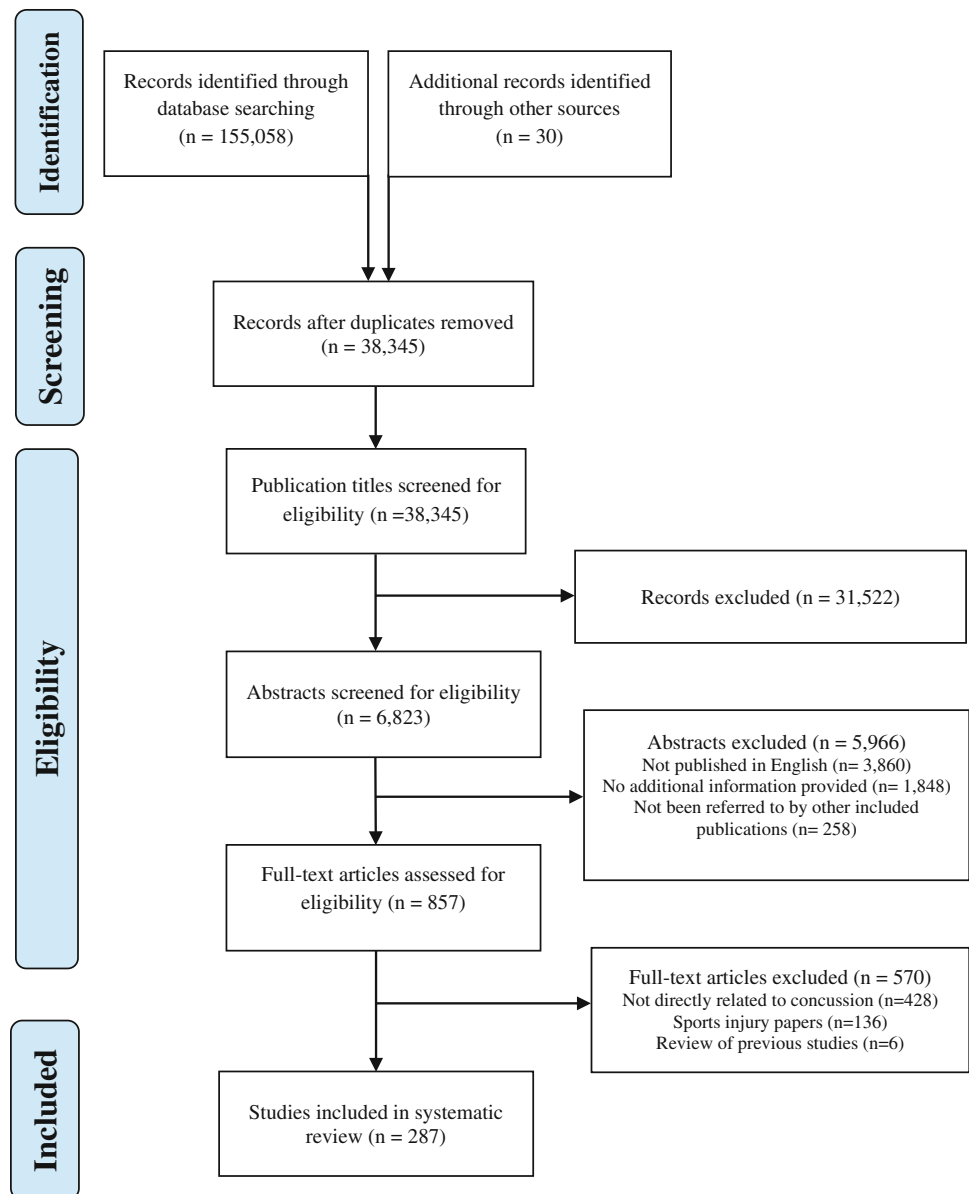 Identification
Records identified through
database searching
(n = 155,058)
Additional records identified
through other sources
(n = 30)
Screening
Records after duplicates removed
(n = 38,345)
Eligibility
Publication titles screened for
eligibility (n =38,345)
Records excluded (n = 31,522)
Abstracts screened for eligibility
(n = 6,823)
Abstracts excluded (n = 5,966)
Not published in English (n= 3,860)
No additional information provided (n= 1,848)
Not been referred to by other included
publications (n= 258)
Full-text articles assessed for
eligibility (n = 857)
Full-text articles excluded (n = 570)
Not directly related to concussion (n=428)
Sports injury papers (n=136)
Review of previous studies (n=6)
Included
Studies included in systematic
review (n = 287)